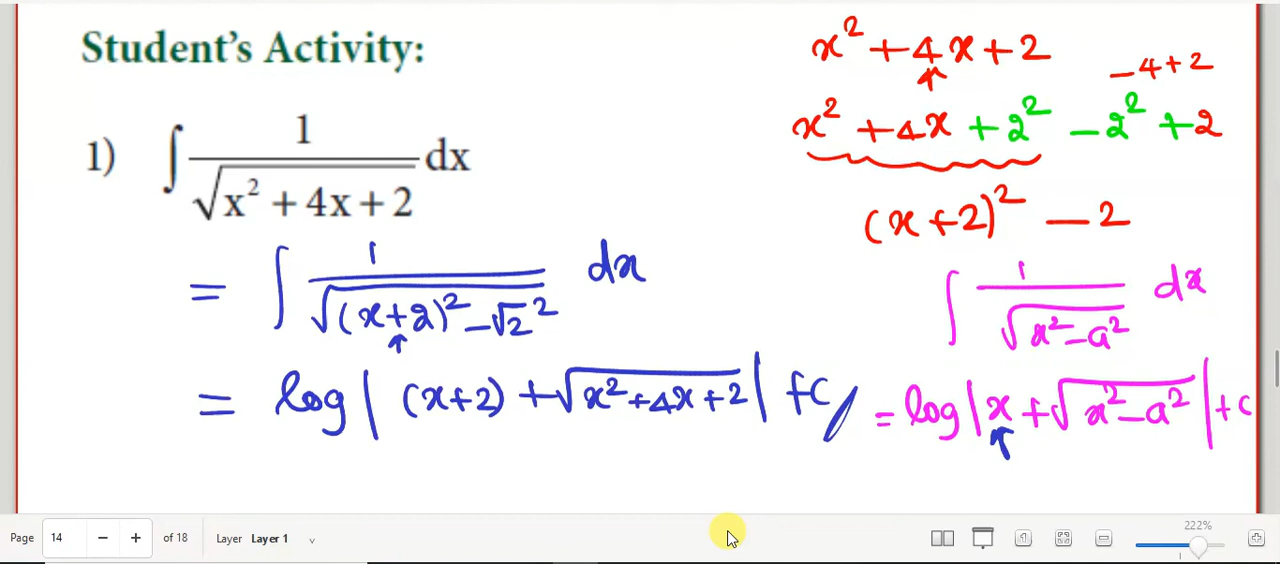 Student's Activity:
1) ∫ 1/√(x² + 4x + 2) dx
= ∫ 1/√((x+2)² - √2²) dx
= log|(x+2) + √(x²+4x+2)| + c
x² + 4x + 2
-4+2
x² + 4x + 2² - 2² + 2
(x+2)² - 2
∫ 1/√(x² - a²) dx
= log|x + √(x² - a²)| + c
Page 14 - + of 18 Layer Layer 1 222%